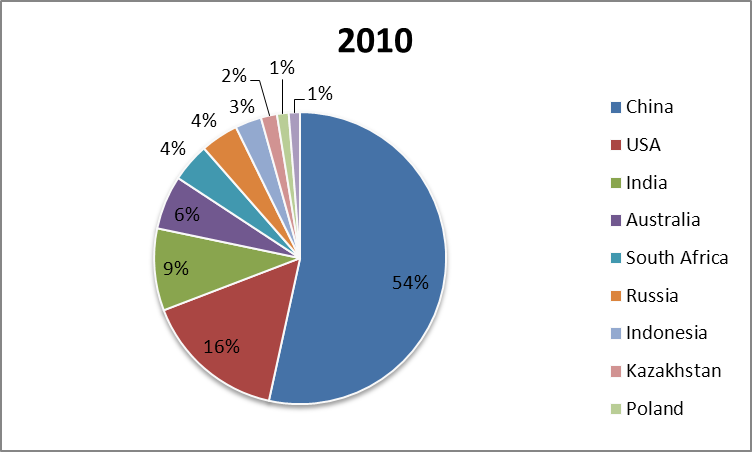 2010
1%
2%
1%
3%
4%
4%
6%
9%
54%
16%
China
USA
India
Australia
South Africa
Russia
Indonesia
Kazakhstan
Poland